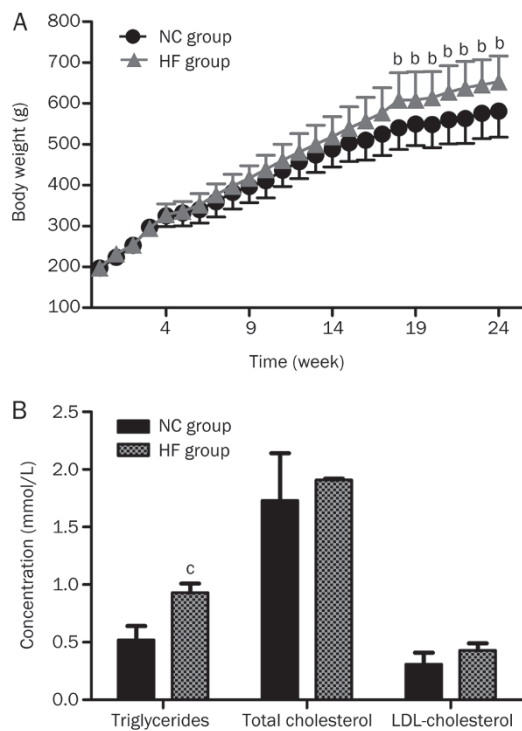 A
NC group
HF group
b b b b b b b
Body weight (g)
800
700
600
500
400
300
200
100
4 9 14 19 24
Time (week)
B
NC group
HF group
Concentration (mmol/L)
2.5
2.0
1.5
1.0
0.5
0.0
c
Triglycerides Total cholesterol LDL-cholesterol